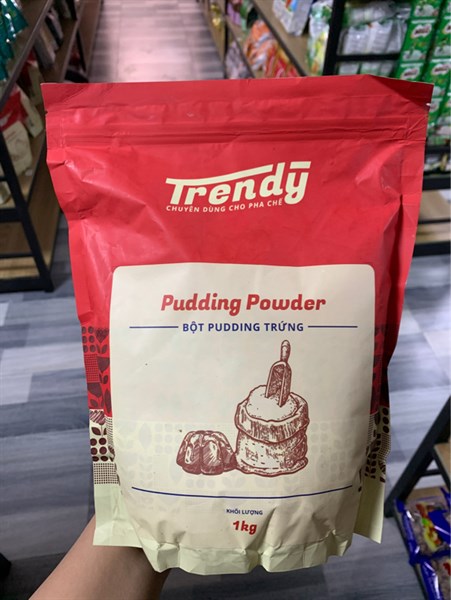 Trendy
CHUYÊN DÙNG CHO PHA CHẾ
Pudding Powder
BỘT PUDDING TRỨNG
KHỐI LƯỢNG
1kg